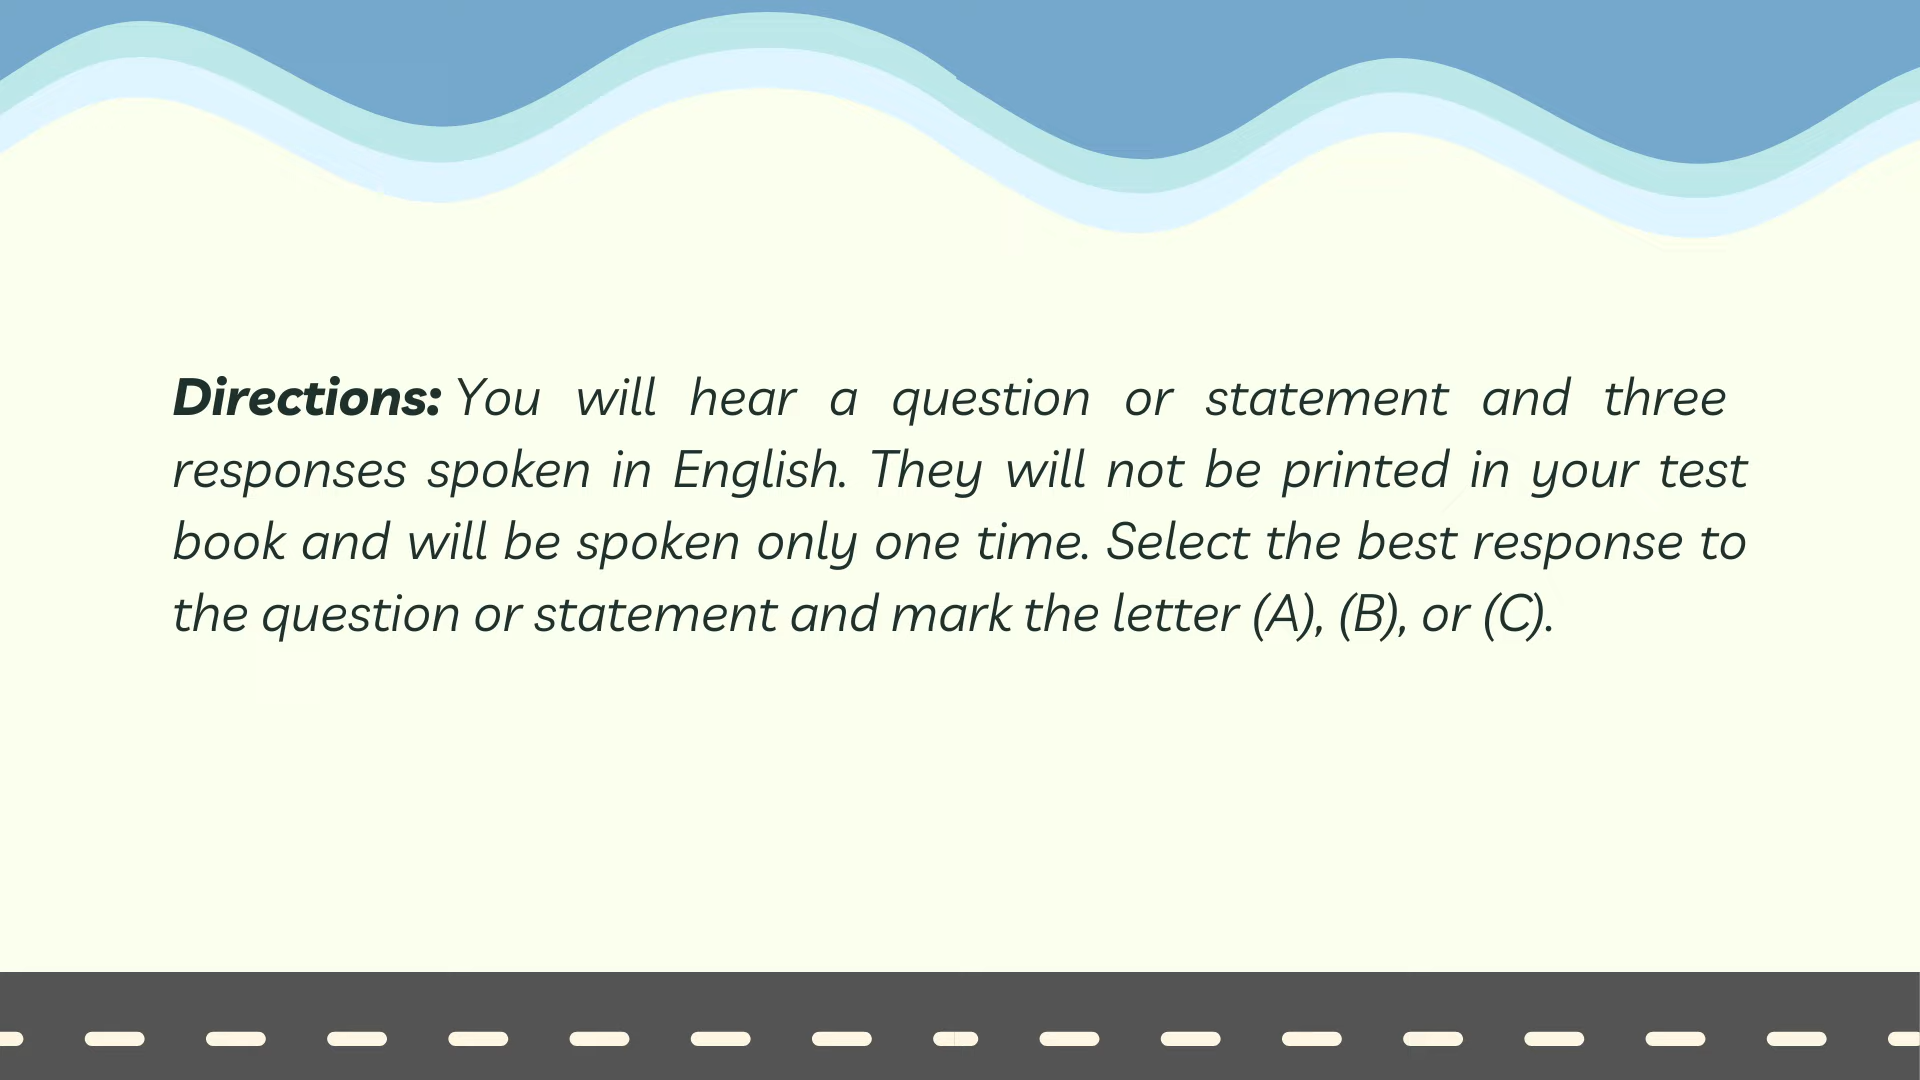 Directions: You will hear a question or statement and three
responses spoken in English. They will not be printed in your test
book and will be spoken only one time. Select the best response to
the question or statement and mark the letter (A), (B), or (C).